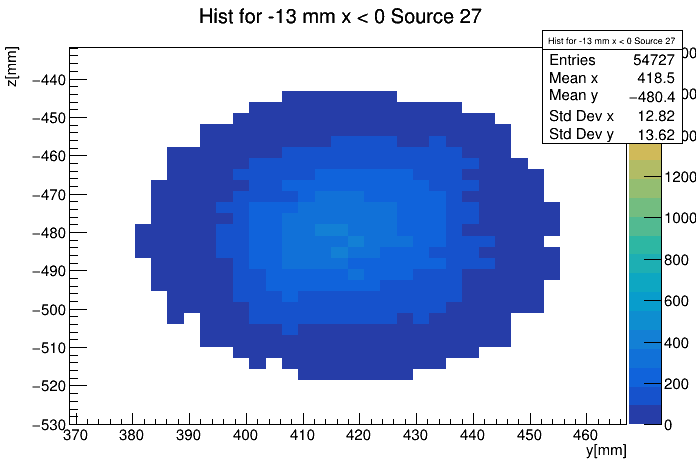 Hist for -13 mm x < 0 Source 27
z[mm]
Hist for -13 mm x < 0 Source 27
Entries 54727
Mean x 418.5
Mean y −480.4
Std Dev x 12.82
Std Dev y 13.62
−440
−450
−460
−470
−480
−490
−500
−510
−520
−530
1200
1000
800
600
400
200
0
370 380 390 400 410 420 430 440 450 460
y[mm]